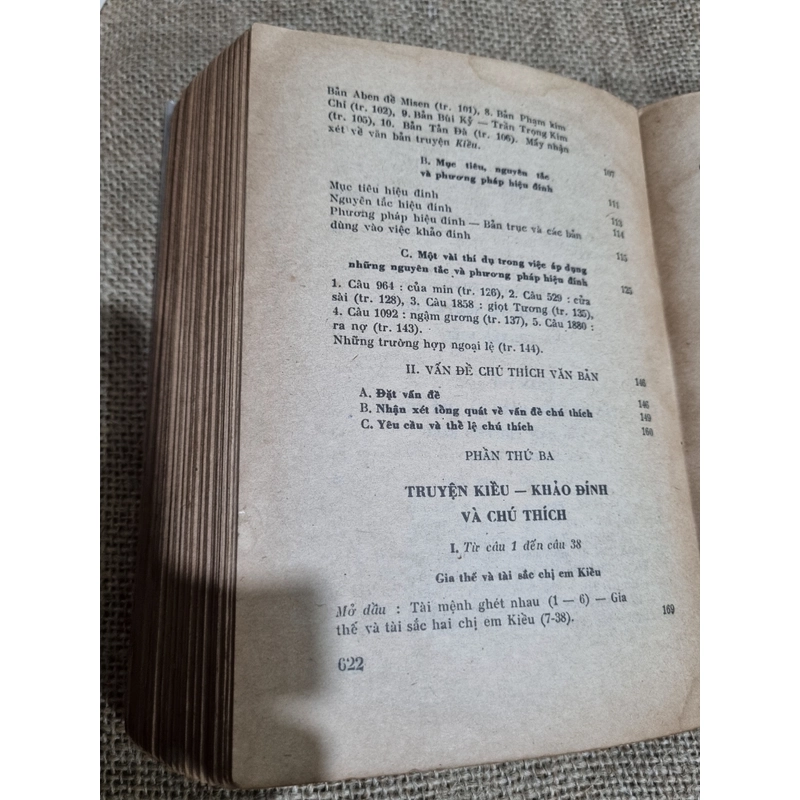 Bản Aben đề Misen (tr. 101), 8. Bản Phạm kim
Chi (tr. 102), 9. Bản Bùi Kỷ — Trần Trọng Kim
(tr. 105), 10. Bản Tản Đà (tr. 106). Mấy nhận
xét về văn bản truyện Kiều. 107
B. Mục tiêu, nguyên tắc
và phương pháp hiệu đính 111
Mục tiêu hiệu đính 113
Nguyên tắc hiệu đính 114
Phương pháp hiệu đính — Bản trục và các bản
dùng vào việc khảo đính 115
C. Một vài thí dụ trong việc áp dụng
những nguyên tắc và phương pháp hiệu đính 125
1. Câu 964 : của mìn (tr. 126), 2. Câu 529 : cửa
sài (tr. 128), 3. Câu 1858 : giọt Tương (tr. 135),
4. Câu 1092 : ngậm gương (tr. 137), 5. Câu 1880 :
ra nợ (tr. 143).
Những trường hợp ngoại lệ (tr. 144).
II. VẤN ĐỀ CHÚ THÍCH VĂN BẢN 146
A. Đặt vấn đề 146
B. Nhận xét tổng quát về vấn đề chú thích 149
C. Yêu cầu và thể lệ chú thích 160
PHẦN THỨ BA
TRUYỆN KIỀU — KHẢO ĐÍNH
VÀ CHÚ THÍCH
I. Từ câu 1 đến câu 38
Gia thế và tài sắc chị em Kiều
Mở đầu : Tài mệnh ghét nhau (1 — 6) — Gia
thế và tài sắc hai chị em Kiều (7-38). 169
622